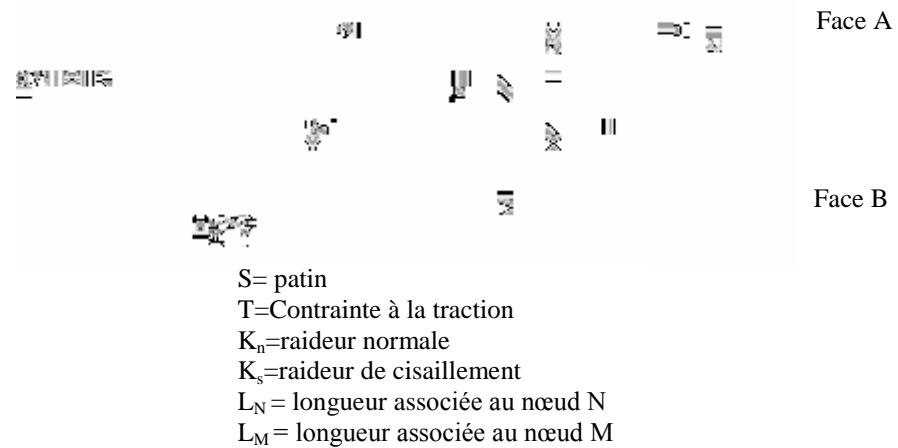 Face A
Face B
S= patin
T=Contrainte à la traction
Kn=raideur normale
Ks=raideur de cisaillement
LN = longueur associée au nœud N
LM = longueur associée au nœud M